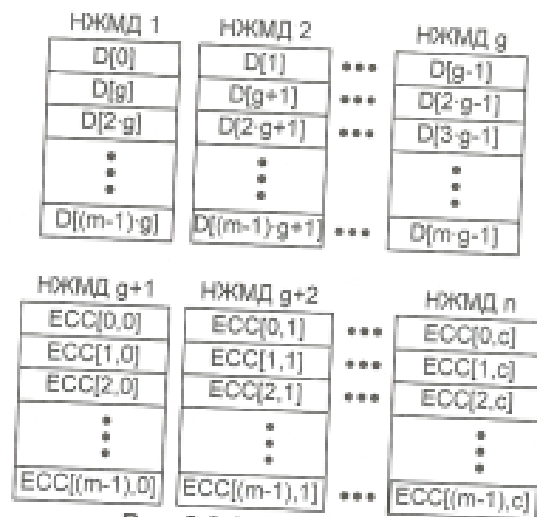 НЖМД 1 НЖМД 2 НЖМД g
D[0] D[1] ••• D[g-1]
D[g] D[g+1] ••• D[2·g-1]
D[2·g] D[2·g+1] ••• D[3·g-1]
D[(m-1)·g] D[(m-1)·g+1] ••• D[m·g-1]
НЖМД g+1 НЖМД g+2 НЖМД n
ECC[0,0] ECC[0,1] ••• ECC[0,c]
ECC[1,0] ECC[1,1] ••• ECC[1,c]
ECC[2,0] ECC[2,1] ••• ECC[2,c]
ECC[(m-1),0] ECC[(m-1),1] ••• ECC[(m-1),c]